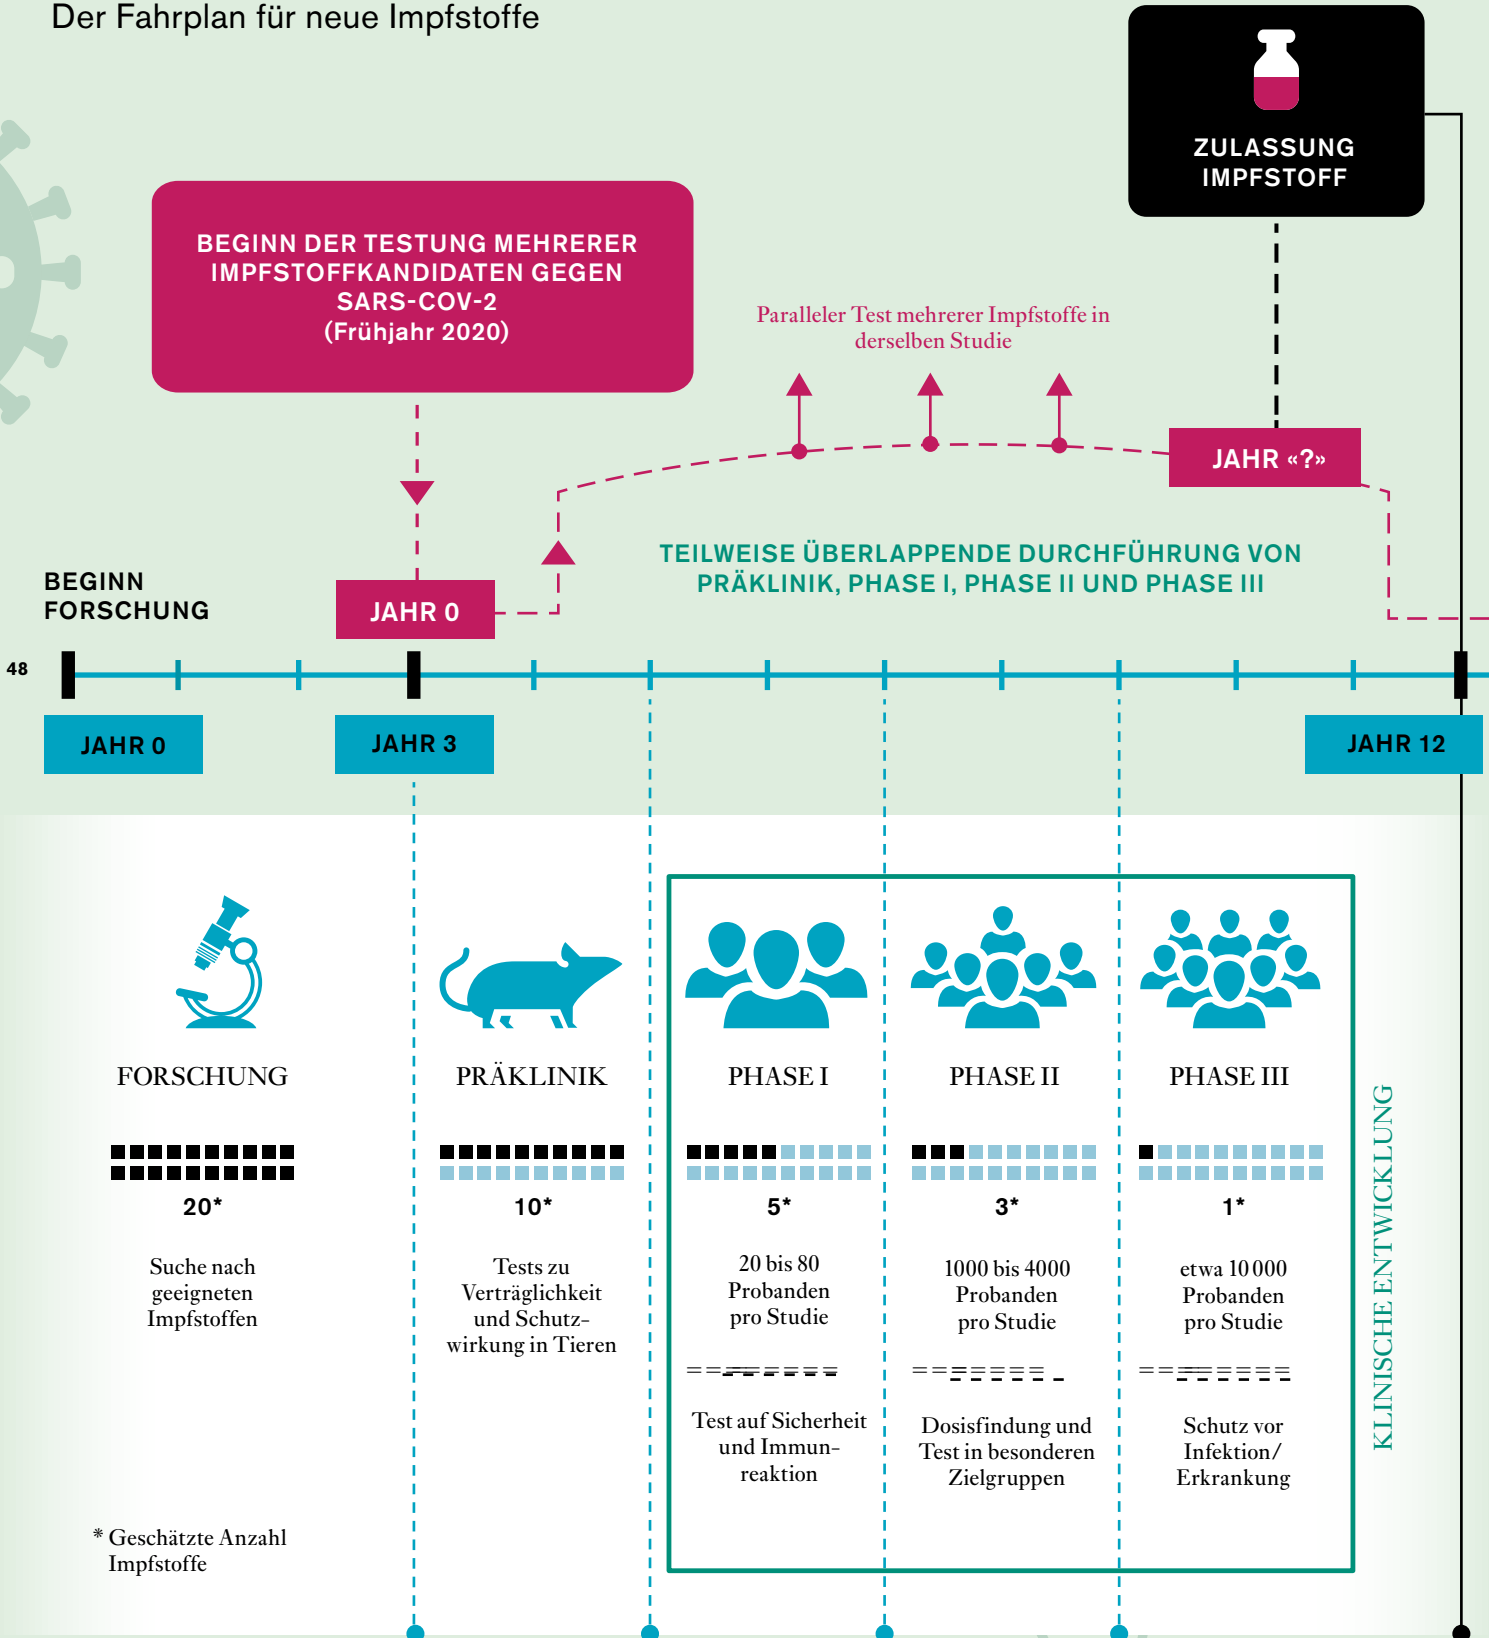 Der Fahrplan für neue Impfstoffe
ZULASSUNG
IMPFSTOFF
BEGINN DER TESTUNG MEHRERER
IMPFSTOFFKANDIDATEN GEGEN
SARS-COV-2
(Frühjahr 2020)
Paralleler Test mehrerer Impfstoffe in
derselben Studie
JAHR «?»
TEILWEISE ÜBERLAPPENDE DURCHFÜHRUNG VON
PRÄKLINIK, PHASE I, PHASE II UND PHASE III
BEGINN
FORSCHUNG
JAHR 0
48
JAHR 0
JAHR 3
JAHR 12
FORSCHUNG
20*
Suche nach
geeigneten
Impfstoffen
PRÄKLINIK
10*
Tests zu
Verträglichkeit
und Schutz-
wirkung in Tieren
PHASE I
5*
20 bis 80
Probanden
pro Studie
Test auf Sicherheit
und Immun-
reaktion
PHASE II
3*
1000 bis 4000
Probanden
pro Studie
Dosisfindung und
Test in besonderen
Zielgruppen
PHASE III
1*
etwa 10 000
Probanden
pro Studie
Schutz vor
Infektion/
Erkrankung
KLINISCHE ENTWICKLUNG
* Geschätzte Anzahl
Impfstoffe